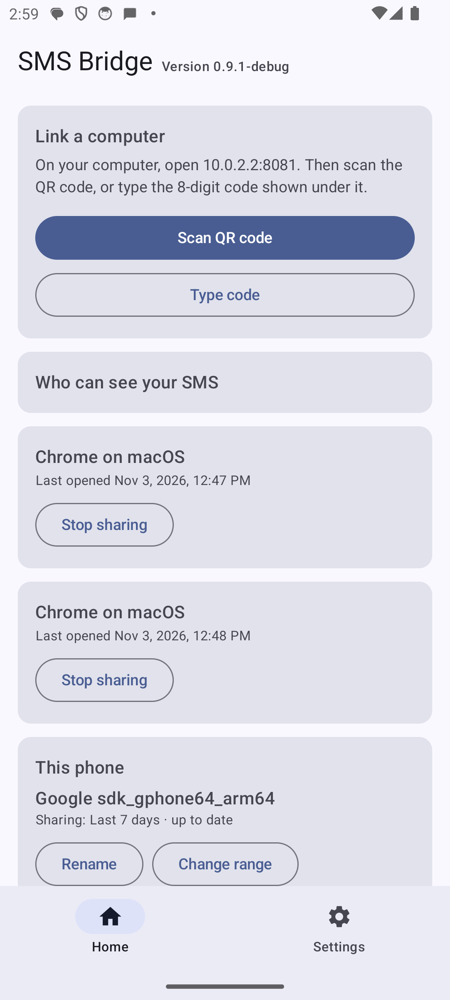 2:59
SMS Bridge Version 0.9.1-debug
Link a computer
On your computer, open 10.0.2.2:8081. Then scan the
QR code, or type the 8-digit code shown under it.
Scan QR code
Type code
Who can see your SMS
Chrome on macOS
Last opened Nov 3, 2026, 12:47 PM
Stop sharing
Chrome on macOS
Last opened Nov 3, 2026, 12:48 PM
Stop sharing
This phone
Google sdk_gphone64_arm64
Sharing: Last 7 days · up to date
Rename Change range
Home Settings